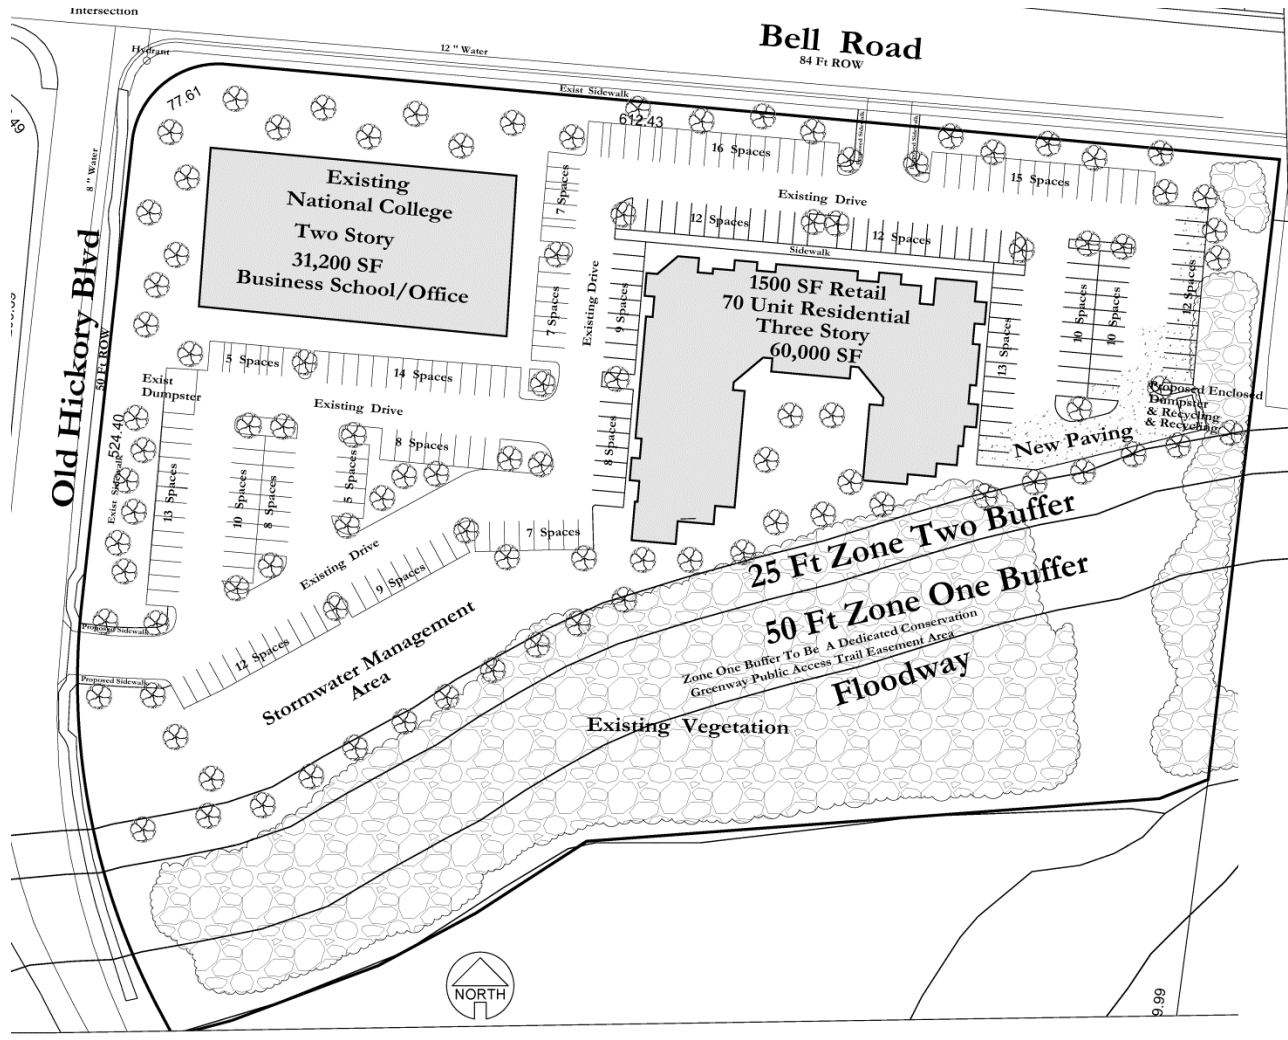 Intersection
Bell Road
84 Ft ROW
12 " Water
Hydrant
Exist Sidewalk
77.61
612.43
49
8 " Water
16 Spaces
15 Spaces
Existing
National College
Two Story
31,200 SF
Business School/Office
7 Spaces
Existing Drive
12 Spaces
12 Spaces
Sidewalk
1500 SF Retail
70 Unit Residential
Three Story
60,000 SF
7 Spaces
Existing Drive
9 Spaces
13 Spaces
10 Spaces
10 Spaces
12 Spaces
Old Hickory Blvd
50 Ft ROW
5 Spaces
14 Spaces
Exist
Dumpster
Existing Drive
8 Spaces
8 Spaces
Proposed Enclosed
Dumpster
& Recycling
& Recycling
New Paving
524.40
Exist Sidewalk
13 Spaces
10 Spaces
8 Spaces
5 Spaces
7 Spaces
Existing Drive
9 Spaces
12 Spaces
Proposed Sidewalk
Proposed Sidewalk
Stormwater Management
Area
25 Ft Zone Two Buffer
50 Ft Zone One Buffer
Zone One Buffer To Be A Dedicated Conservation
Greenway Public Access Trail Easement Area
Floodway
Existing Vegetation
NORTH
9.99